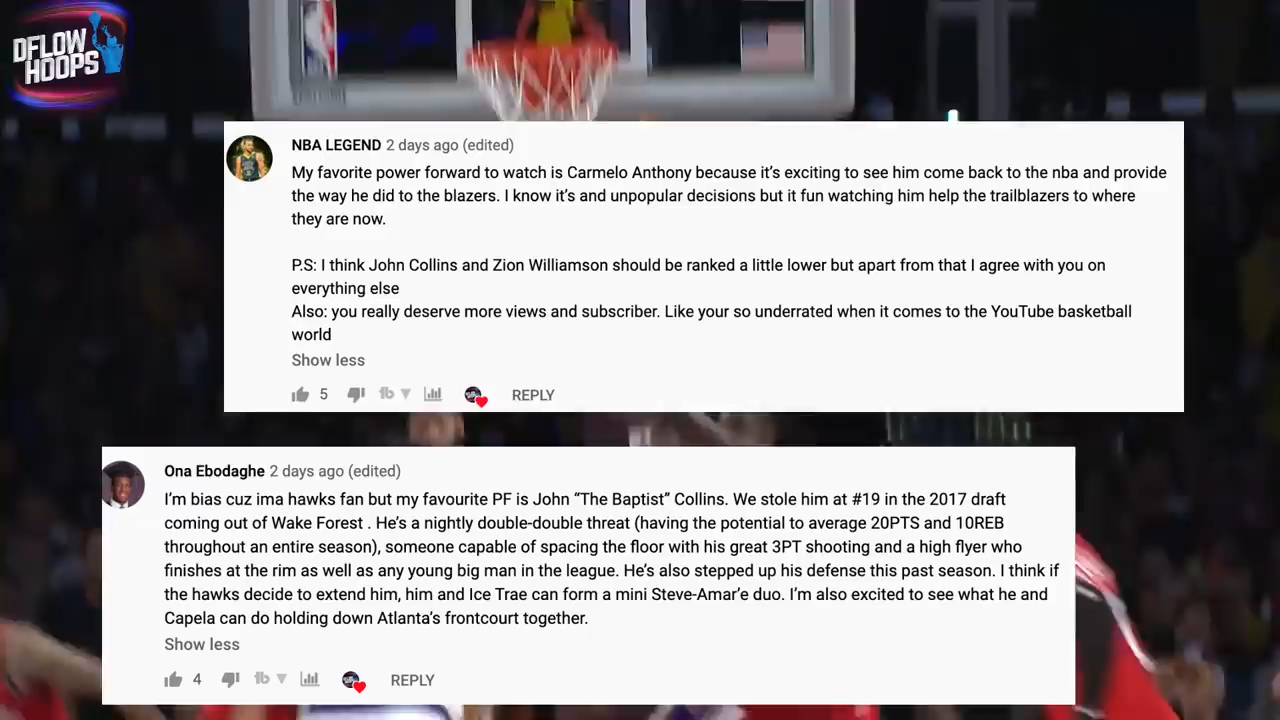 DFLOW
HOOPS
NBA LEGEND 2 days ago (edited)
My favorite power forward to watch is Carmelo Anthony because it’s exciting to see him come back to the nba and provide
the way he did to the blazers. I know it’s and unpopular decisions but it fun watching him help the trailblazers to where
they are now.
P.S: I think John Collins and Zion Williamson should be ranked a little lower but apart from that I agree with you on
everything else
Also: you really deserve more views and subscriber. Like your so underrated when it comes to the YouTube basketball
world
Show less
5 REPLY
Ona Ebodaghe 2 days ago (edited)
I’m bias cuz ima hawks fan but my favourite PF is John “The Baptist” Collins. We stole him at #19 in the 2017 draft
coming out of Wake Forest . He’s a nightly double-double threat (having the potential to average 20PTS and 10REB
throughout an entire season), someone capable of spacing the floor with his great 3PT shooting and a high flyer who
finishes at the rim as well as any young big man in the league. He’s also stepped up his defense this past season. I think if
the hawks decide to extend him, him and Ice Trae can form a mini Steve-Amar’e duo. I’m also excited to see what he and
Capela can do holding down Atlanta’s frontcourt together.
Show less
4 REPLY